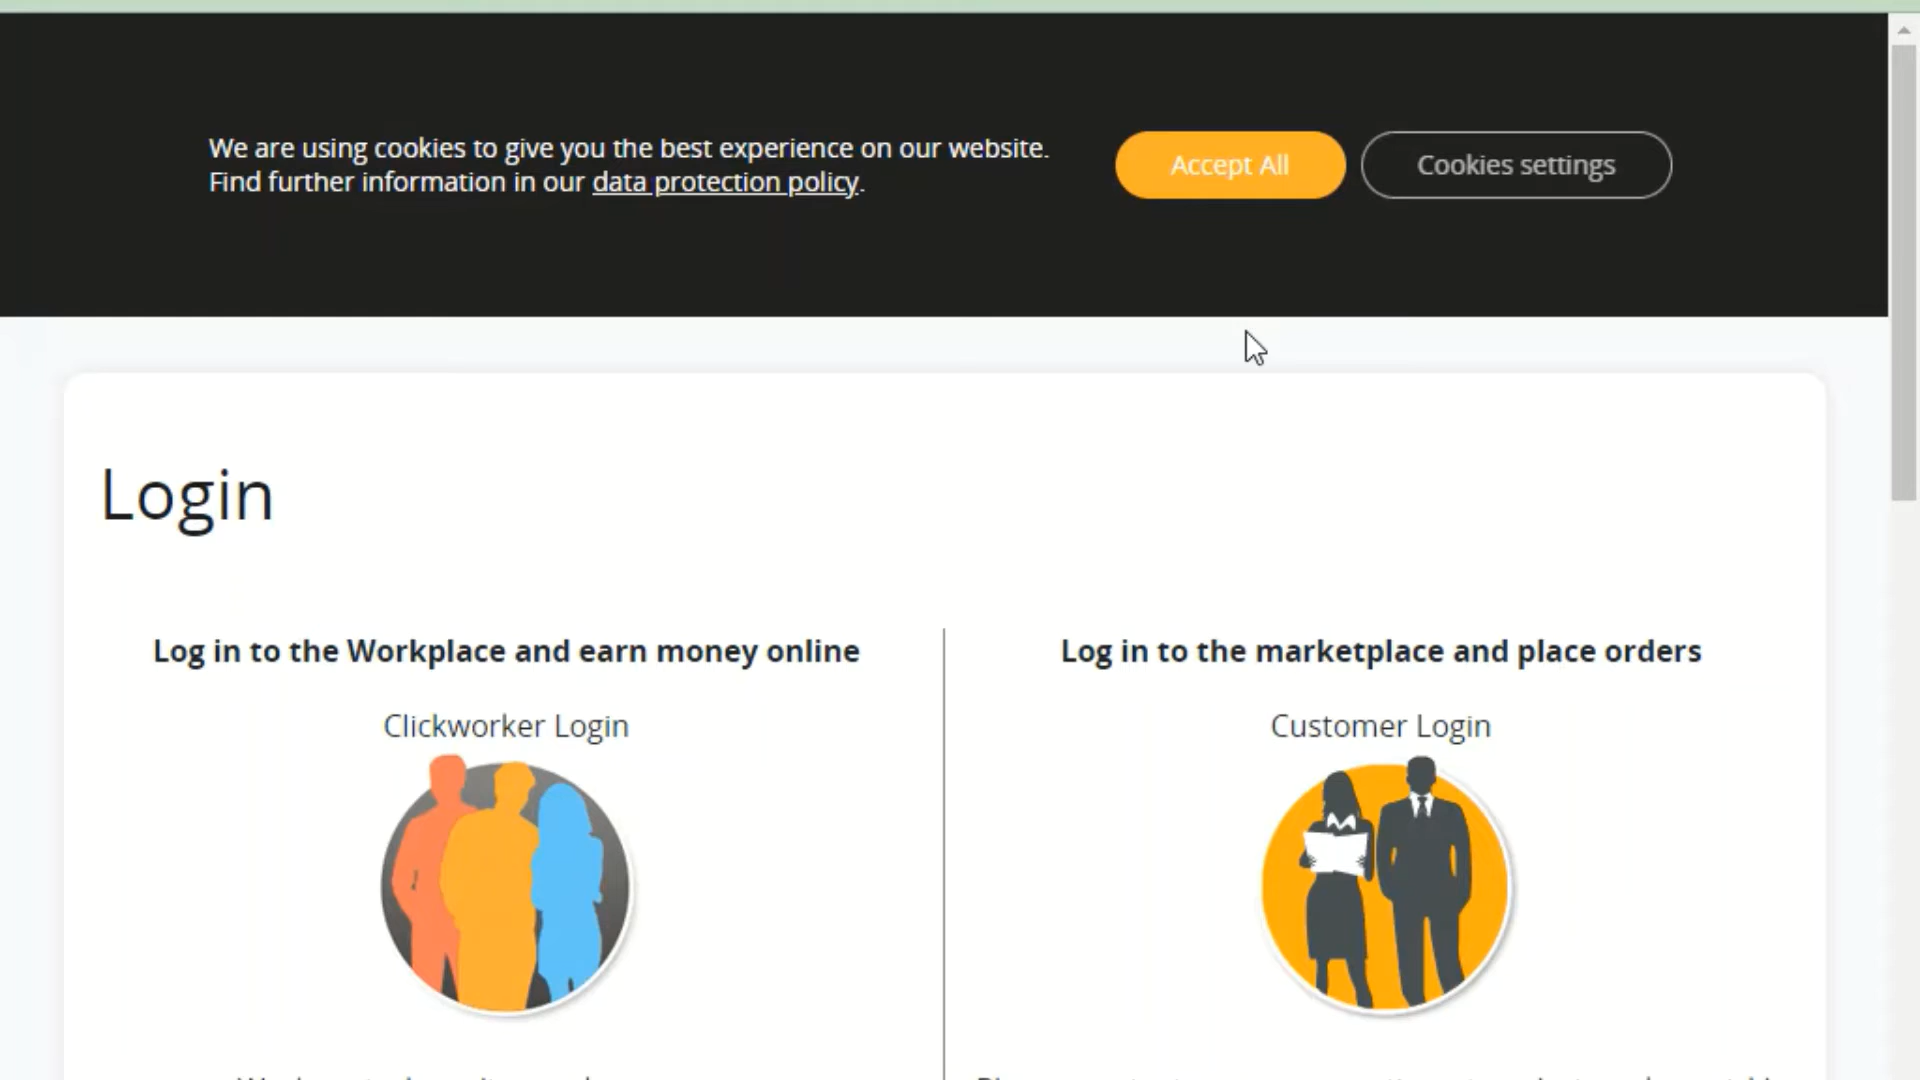 We are using cookies to give you the best experience on our website.
Find further information in our data protection policy.
Accept All
Cookies settings
Login
Log in to the Workplace and earn money online
Clickworker Login
Log in to the marketplace and place orders
Customer Login